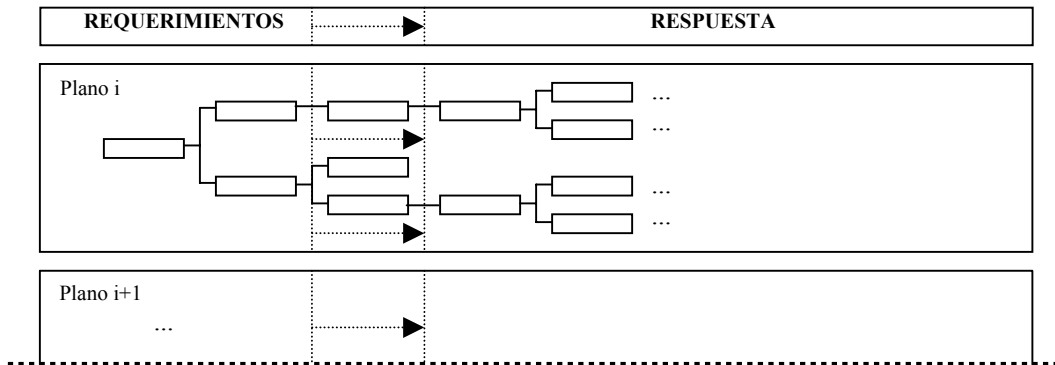 REQUERIMIENTOS RESPUESTA
Plano i
...
...
...
...
Plano i+1
...